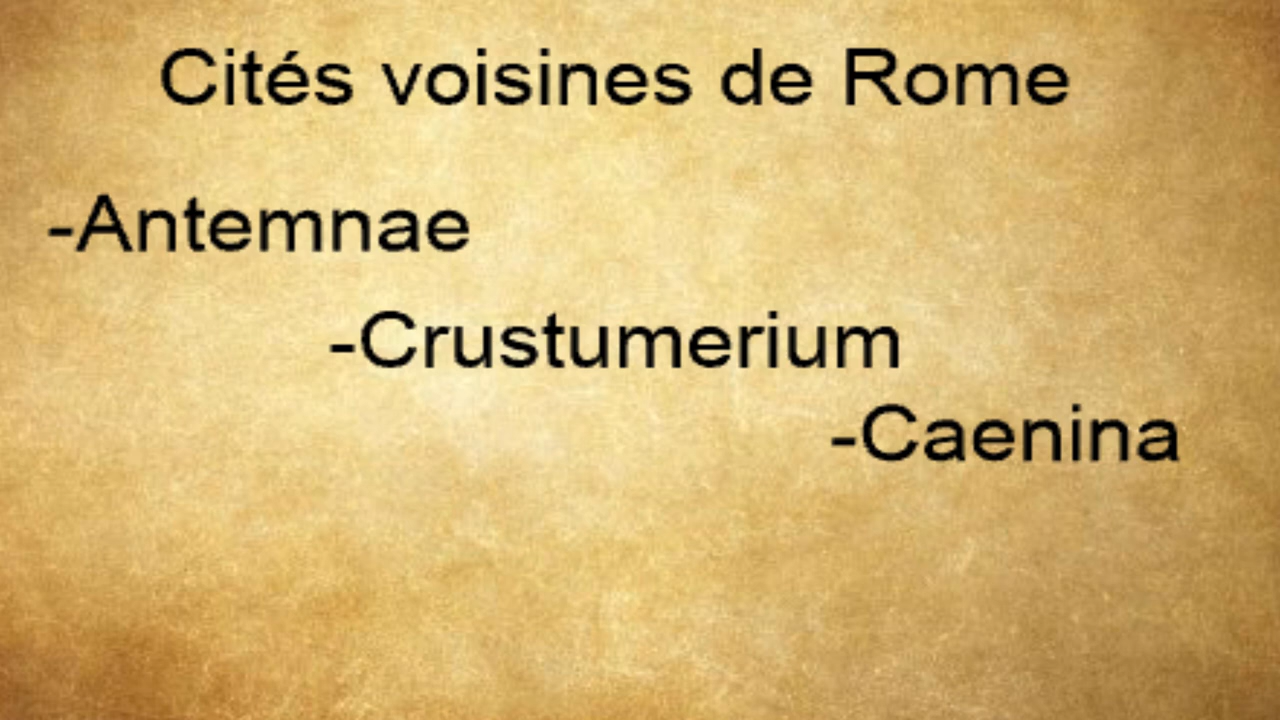 Cités voisines de Rome
-Antemnae
-Crustumerium
-Caenina